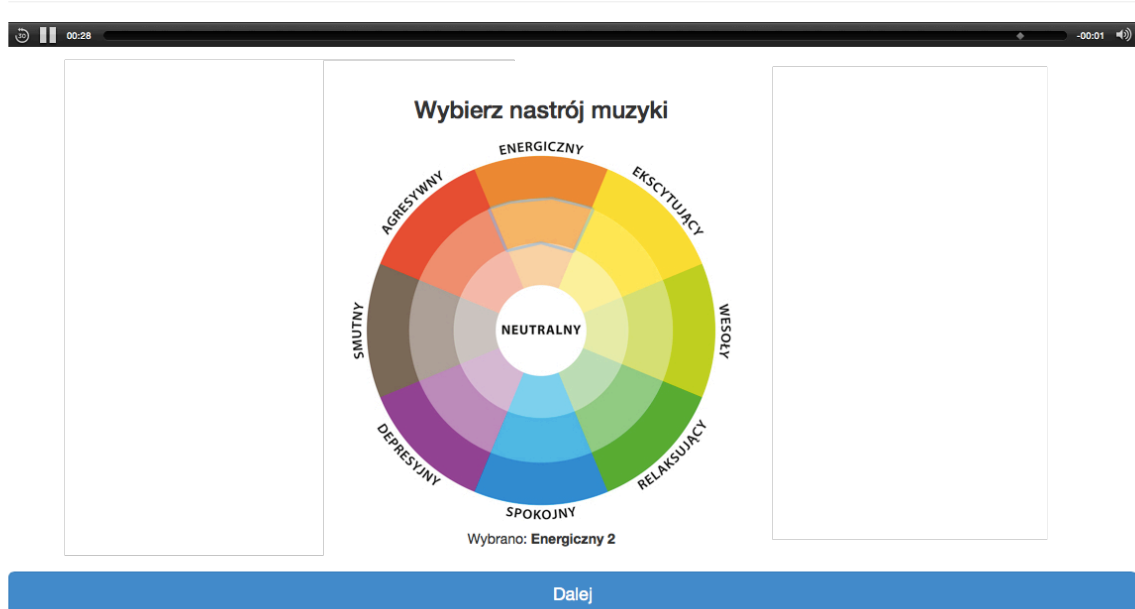 30 00:28 -00:01
Wybierz nastrój muzyki
ENERGICZNY
EKSCYTUJĄCY
AGRESYWNY
WESOŁY
SMUTNY
NEUTRALNY
RELAKSUJĄCY
DEPRESYJNY
SPOKOJNY
Wybrano: Energiczny 2
Dalej